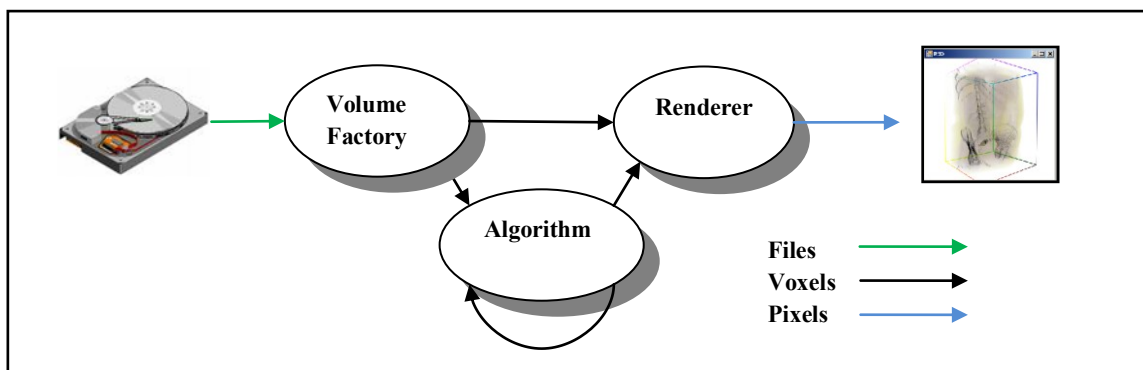 Volume
Factory
Renderer
Algorithm
Files
Voxels
Pixels